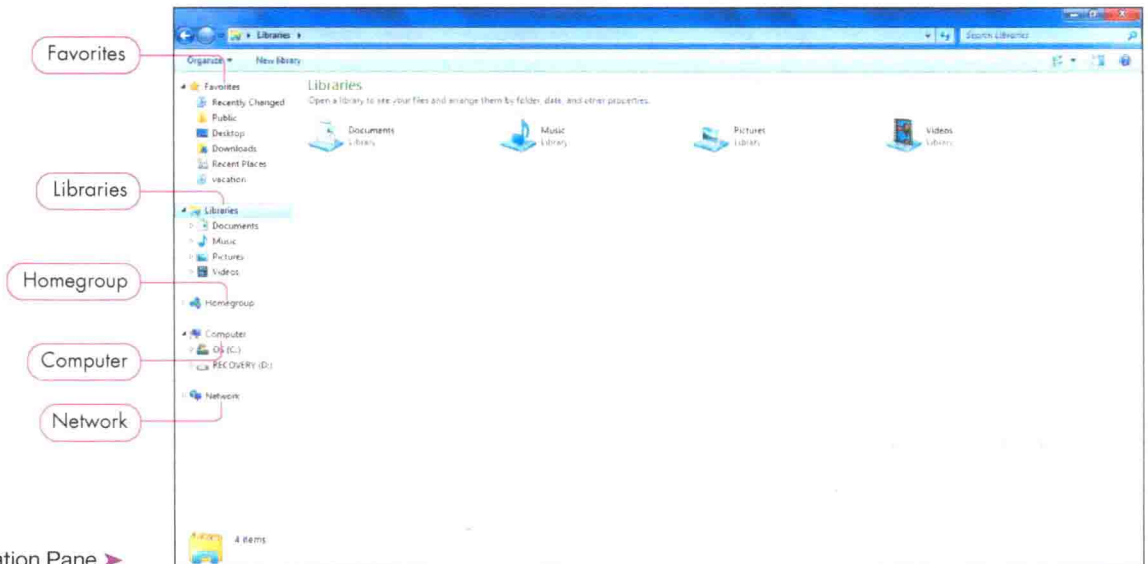 Libraries
Search Libraries
Organize New library
Favorites
Favorites
Recently Changed
Public
Desktop
Downloads
Recent Places
vacation
Libraries
Open a library to see your files and arrange them by folder, date, and other properties.
Documents
Library
Music
Library
Pictures
Library
Videos
Library
Libraries
Libraries
Documents
Music
Pictures
Videos
Homegroup
Homegroup
Computer
Computer
OS (C:)
RECOVERY (D:)
Network
Network
4 items
ation Pane ➤